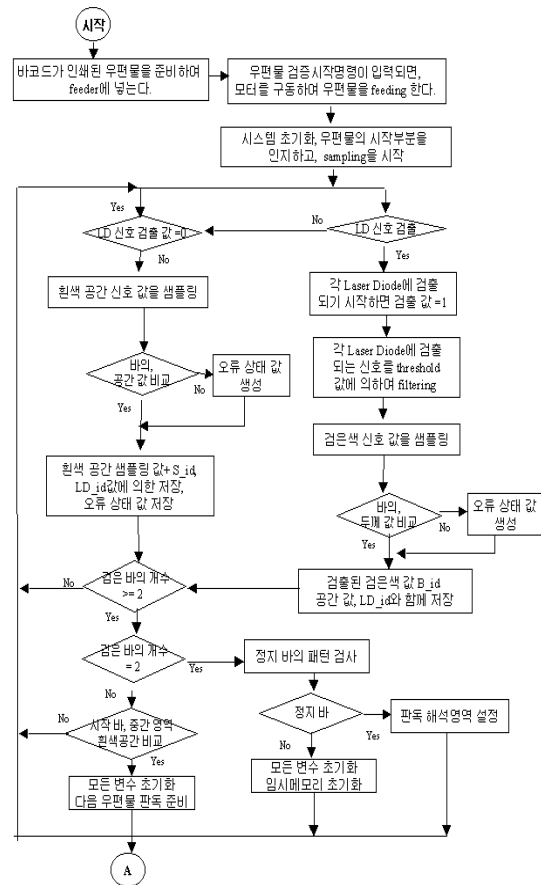 시작
바코드가 인쇄된 우편물을 준비하여
feeder에 넣는다.
우편물 검증시작명령이 입력되면,
모터를 구동하여 우편물을 feeding 한다.
시스템 초기화, 우편물의 시작부분을
인지하고, sampling을 시작
Yes
LD 신호 검출 값 =0
No
No
LD 신호 검출
Yes
흰색 공간 신호 값을 샘플링
각 Laser Diode에 검출
되기 시작하면 검출 값 =1
바의,
공간 값 비교
No
Yes
오류 상태 값
생성
각 Laser Diode에 검출
되는 신호를 threshold
값에 의하여 filtering
검은색 신호 값을 샘플링
흰색 공간 샘플링 값+ S_id,
LD_id값에 의한 저장,
오류 상태 값 저장
바의,
두께 값 비교
No
Yes
오류 상태 값
생성
검은 바의 개수
>= 2
No
Yes
검출된 검은색 값 B_id
공간 값, LD_id와 함께 저장
검은 바의 개수
= 2
Yes
No
정지 바의 패턴 검사
시작 바, 중간 영역
흰색공간 비교
No
Yes
정지 바
No
Yes
판독 해석영역 설정
모든 변수 초기화
다음 우편물 판독 준비
모든 변수 초기화
임시메모리 초기화
A